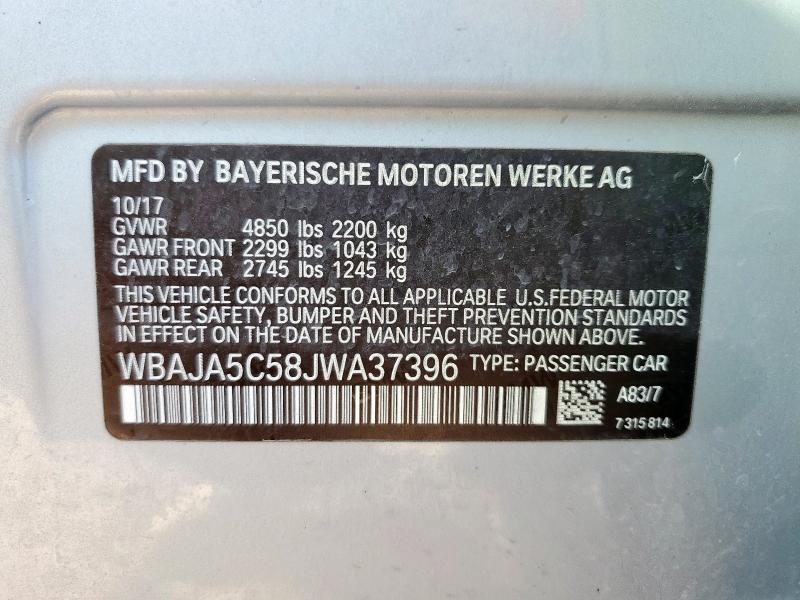 MFD BY BAYERISCHE MOTOREN WERKE AG
10/17
GVWR 4850 lbs 2200 kg
GAWR FRONT 2299 lbs 1043 kg
GAWR REAR 2745 lbs 1245 kg
THIS VEHICLE CONFORMS TO ALL APPLICABLE U.S.FEDERAL MOTOR
VEHICLE SAFETY, BUMPER AND THEFT PREVENTION STANDARDS
IN EFFECT ON THE DATE OF MANUFACTURE SHOWN ABOVE.
WBAJA5C58JWA37396 TYPE: PASSENGER CAR
A83/7
7 315 814